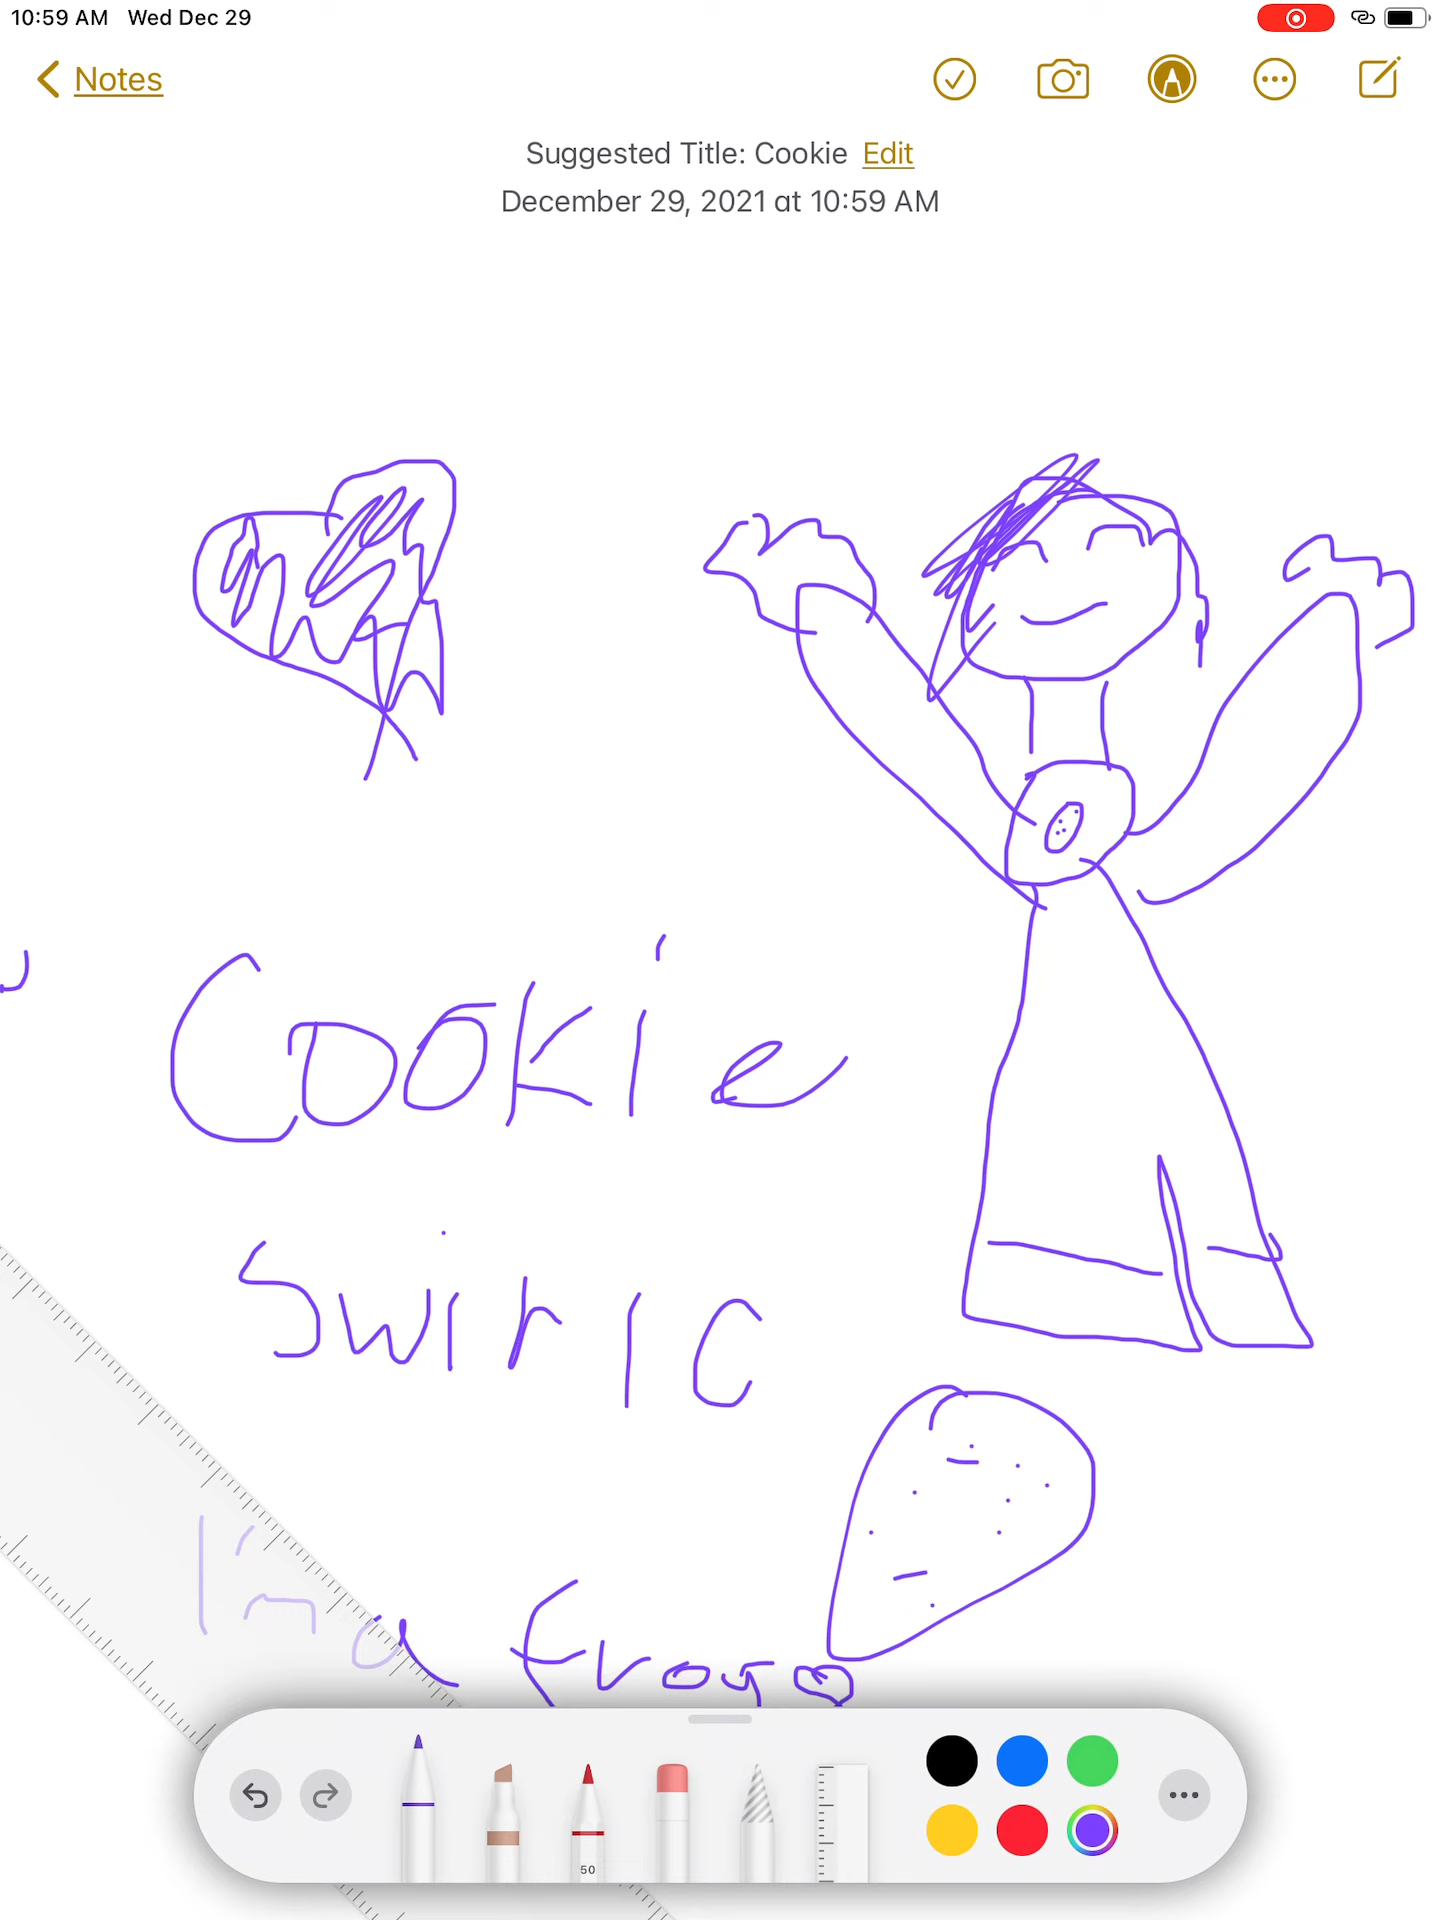 10:59 AM Wed Dec 29
Notes
Suggested Title: Cookie Edit
December 29, 2021 at 10:59 AM
Cookie
Swirl C
I'm a
50